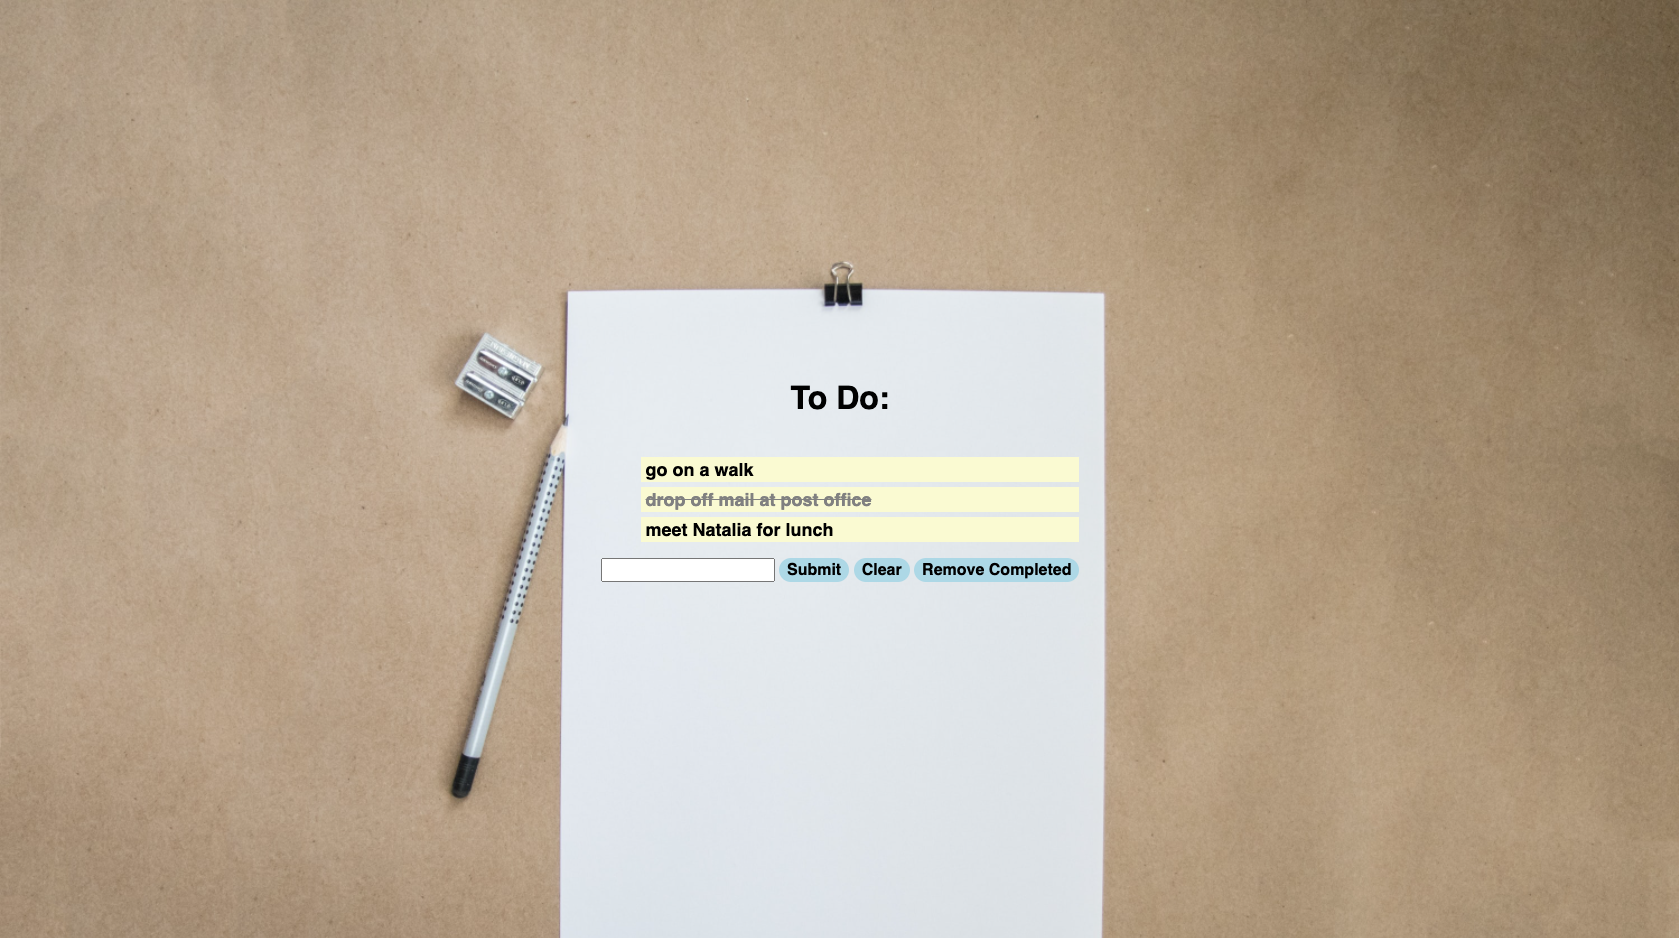 To Do:
go on a walk
drop off mail at post office
meet Natalia for lunch
Submit Clear Remove Completed